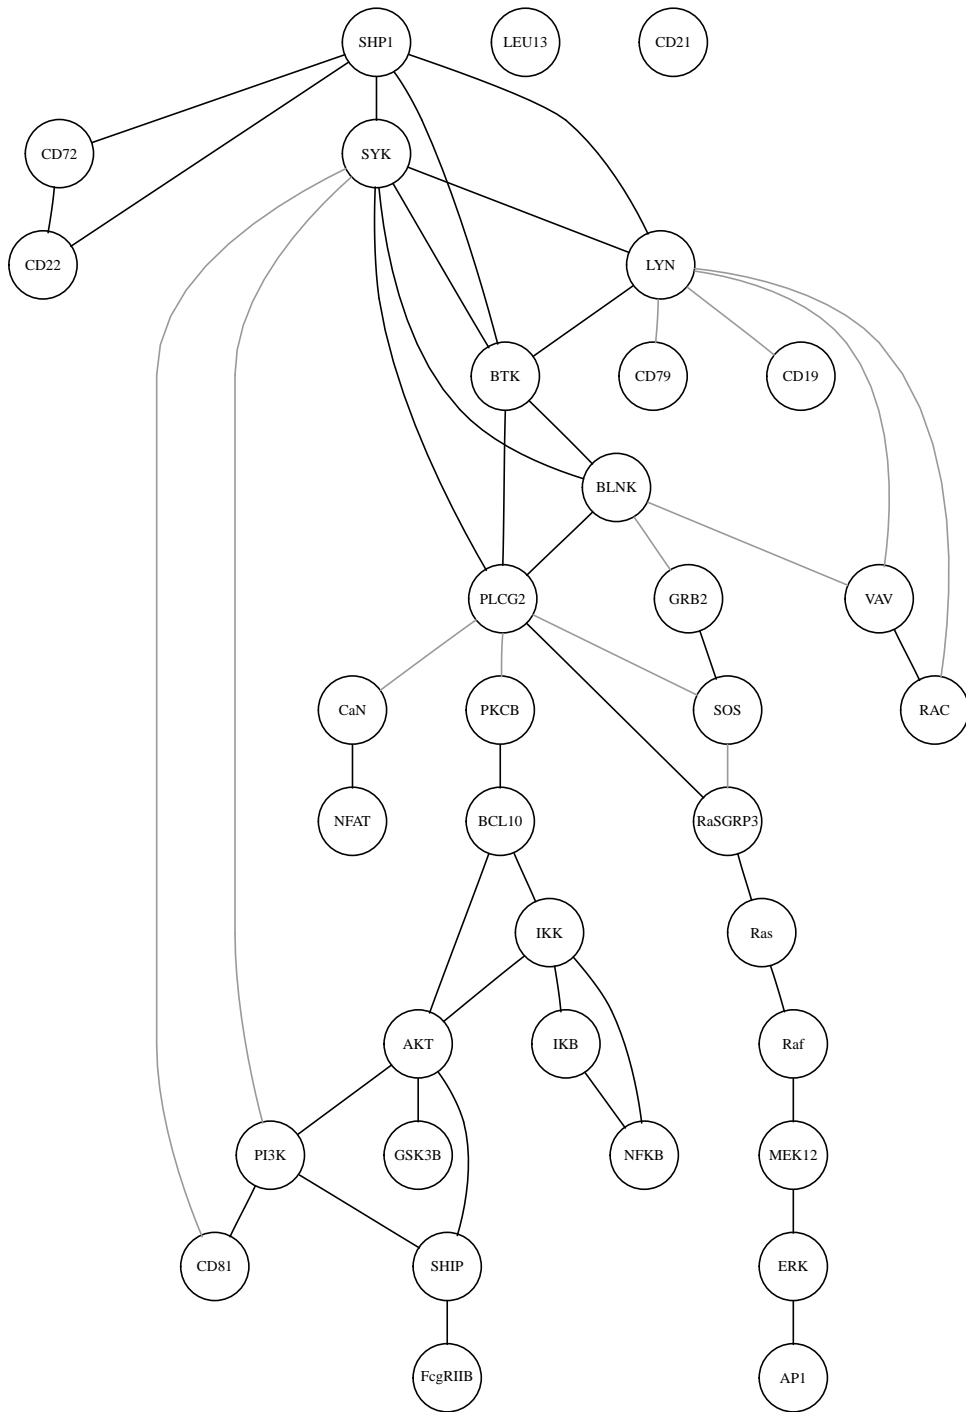 SHP1
LEU13
CD21
CD72
SYK
CD22
LYN
BTK
CD79
CD19
BLNK
PLCG2
GRB2
VAV
CaN
PKCB
SOS
RAC
NFAT
BCL10
RaSGRP3
IKK
Ras
AKT
IKB
Raf
PI3K
GSK3B
NFKB
MEK12
CD81
SHIP
ERK
FcgRIIB
AP1